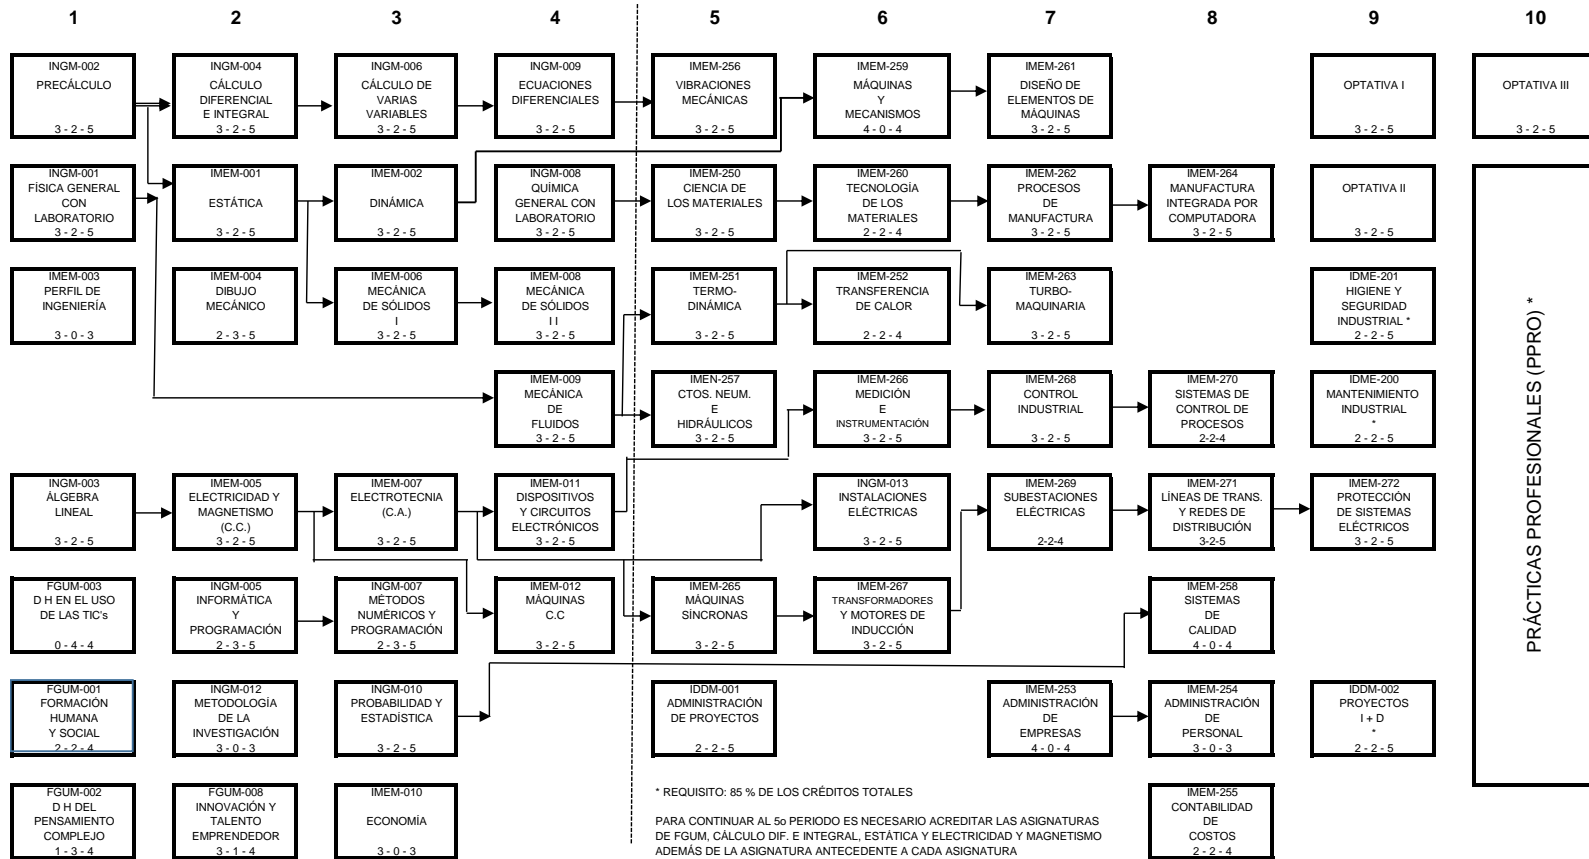 1 2 3 4 5 6 7 8 9 10
INGM-002
PRECÁLCULO
3 - 2 - 5
INGM-004
CÁLCULO
DIFERENCIAL
E INTEGRAL
3 - 2 - 5
INGM-006
CÁLCULO DE
VARIAS
VARIABLES
3 - 2 - 5
INGM-009
ECUACIONES
DIFERENCIALES
3 - 2 - 5
IMEM-256
VIBRACIONES
MECÁNICAS
3 - 2 - 5
IMEM-259
MÁQUINAS
Y
MECANISMOS
4 - 0 - 4
IMEM-261
DISEÑO DE
ELEMENTOS DE
MÁQUINAS
3 - 2 - 5
OPTATIVA I
3 - 2 - 5
OPTATIVA III
3 - 2 - 5
INGM-001
FÍSICA GENERAL
CON
LABORATORIO
3 - 2 - 5
IMEM-001
ESTÁTICA
3 - 2 - 5
IMEM-002
DINÁMICA
3 - 2 - 5
INGM-008
QUÍMICA
GENERAL CON
LABORATORIO
3 - 2 - 5
IMEM-250
CIENCIA DE
LOS MATERIALES
3 - 2 - 5
IMEM-260
TECNOLOGÍA
DE LOS
MATERIALES
2 - 2 - 4
IMEM-262
PROCESOS
DE
MANUFACTURA
3 - 2 - 5
IMEM-264
MANUFACTURA
INTEGRADA POR
COMPUTADORA
3 - 2 - 5
OPTATIVA II
3 - 2 - 5
PRÁCTICAS PROFESIONALES (PPRO) *
IMEM-003
PERFIL DE
INGENIERÍA
3 - 0 - 3
IMEM-004
DIBUJO
MECÁNICO
2 - 3 - 5
IMEM-006
MECÁNICA
DE SÓLIDOS
I
3 - 2 - 5
IMEM-008
MECÁNICA
DE SÓLIDOS
I I
3 - 2 - 5
IMEM-251
TERMO-
DINÁMICA
3 - 2 - 5
IMEM-252
TRANSFERENCIA
DE CALOR
2 - 2 - 4
IMEM-263
TURBO-
MAQUINARIA
3 - 2 - 5
IDME-201
HIGIENE Y
SEGURIDAD
INDUSTRIAL *
2 - 2 - 5
IMEM-009
MECÁNICA
DE
FLUIDOS
3 - 2 - 5
IMEN-257
CTOS. NEUM.
E
HIDRÁULICOS
3 - 2 - 5
IMEM-266
MEDICIÓN
E
INSTRUMENTACIÓN
3 - 2 - 5
IMEM-268
CONTROL
INDUSTRIAL
3 - 2 - 5
IMEM-270
SISTEMAS DE
CONTROL DE
PROCESOS
2-2-4
IDME-200
MANTENIMIENTO
INDUSTRIAL
*
2 - 2 - 5
INGM-003
ÁLGEBRA
LINEAL
3 - 2 - 5
IMEM-005
ELECTRICIDAD Y
MAGNETISMO
(C.C.)
3 - 2 - 5
IMEM-007
ELECTROTECNIA
(C.A.)
3 - 2 - 5
IMEM-011
DISPOSITIVOS
Y CIRCUITOS
ELECTRÓNICOS
3 - 2 - 5
INGM-013
INSTALACIONES
ELÉCTRICAS
3 - 2 - 5
IMEM-269
SUBESTACIONES
ELÉCTRICAS
2-2-4
IMEM-271
LÍNEAS DE TRANS.
Y REDES DE
DISTRIBUCIÓN
3-2-5
IMEM-272
PROTECCIÓN
DE SISTEMAS
ELÉCTRICOS
3 - 2 - 5
FGUM-003
D H EN EL USO
DE LAS TIC's
0 - 4 - 4
INGM-005
INFORMÁTICA
Y
PROGRAMACIÓN
2 - 3 - 5
INGM-007
MÉTODOS
NUMÉRICOS Y
PROGRAMACIÓN
2 - 3 - 5
IMEM-012
MÁQUINAS
C.C
3 - 2 - 5
IMEM-265
MÁQUINAS
SÍNCRONAS
3 - 2 - 5
IMEM-267
TRANSFORMADORES
Y MOTORES DE
INDUCCIÓN
3 - 2 - 5
IMEM-258
SISTEMAS
DE
CALIDAD
4 - 0 - 4
FGUM-001
FORMACIÓN
HUMANA
Y SOCIAL
2 - 2 - 4
INGM-012
METODOLOGÍA
DE LA
INVESTIGACIÓN
3 - 0 - 3
INGM-010
PROBABILIDAD Y
ESTADÍSTICA
3 - 2 - 5
IDDM-001
ADMINISTRACIÓN
DE PROYECTOS
2 - 2 - 5
IMEM-253
ADMINISTRACIÓN
DE
EMPRESAS
4 - 0 - 4
IMEM-254
ADMINISTRACIÓN
DE
PERSONAL
3 - 0 - 3
IDDM-002
PROYECTOS
I + D
*
2 - 2 - 5
FGUM-002
D H DEL
PENSAMIENTO
COMPLEJO
1 - 3 - 4
FGUM-008
INNOVACIÓN Y
TALENTO
EMPRENDEDOR
3 - 1 - 4
IMEM-010
ECONOMÍA
3 - 0 - 3
* REQUISITO: 85 % DE LOS CRÉDITOS TOTALES
PARA CONTINUAR AL 5o PERIODO ES NECESARIO ACREDITAR LAS ASIGNATURAS
DE FGUM, CÁLCULO DIF. E INTEGRAL, ESTÁTICA Y ELECTRICIDAD Y MAGNETISMO
ADEMÁS DE LA ASIGNATURA ANTECEDENTE A CADA ASIGNATURA
IMEM-255
CONTABILIDAD
DE
COSTOS
2 - 2 - 4